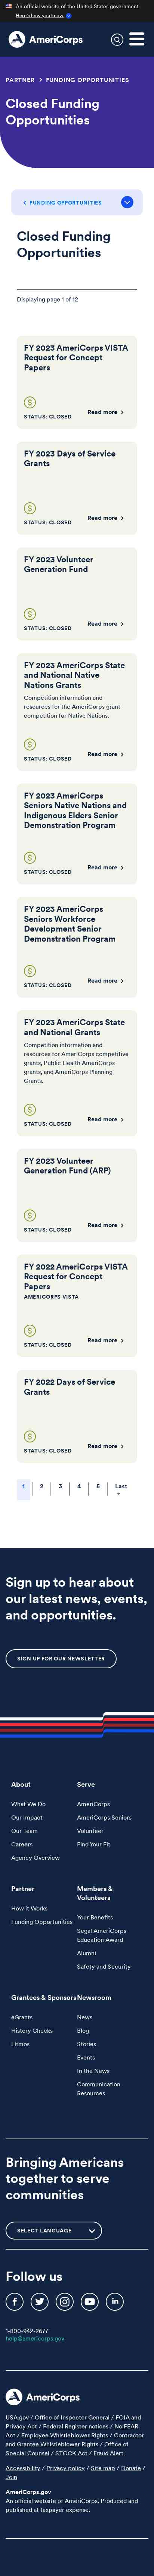 An official website of the United States government
Here's how you know
AmeriCorps
PARTNER > FUNDING OPPORTUNITIES
Closed Funding
Opportunities
FUNDING OPPORTUNITIES
Closed Funding
Opportunities
Displaying page 1 of 12
FY 2023 AmeriCorps VISTA
Request for Concept
Papers
Read more
STATUS: CLOSED
FY 2023 Days of Service
Grants
Read more
STATUS: CLOSED
FY 2023 Volunteer
Generation Fund
Read more
STATUS: CLOSED
FY 2023 AmeriCorps State
and National Native
Nations Grants
Competition information and
resources for the AmeriCorps grant
competition for Native Nations.
Read more
STATUS: CLOSED
FY 2023 AmeriCorps
Seniors Native Nations and
Indigenous Elders Senior
Demonstration Program
Read more
STATUS: CLOSED
FY 2023 AmeriCorps
Seniors Workforce
Development Senior
Demonstration Program
Read more
STATUS: CLOSED
FY 2023 AmeriCorps State
and National Grants
Competition information and
resources for AmeriCorps competitive
grants, Public Health AmeriCorps
grants, and AmeriCorps Planning
Grants.
Read more
STATUS: CLOSED
FY 2023 Volunteer
Generation Fund (ARP)
Read more
STATUS: CLOSED
FY 2022 AmeriCorps VISTA
Request for Concept
Papers
AMERICORPS VISTA
Read more
STATUS: CLOSED
FY 2022 Days of Service
Grants
Read more
STATUS: CLOSED
1 2 3 4 5 Last
Sign up to hear about
our latest news, events,
and opportunities.
SIGN UP FOR OUR NEWSLETTER
About
What We Do
Our Impact
Our Team
Careers
Agency Overview
Serve
AmeriCorps
AmeriCorps Seniors
Volunteer
Find Your Fit
Partner
How it Works
Funding Opportunities
Members &
Volunteers
Your Benefits
Segal AmeriCorps
Education Award
Alumni
Safety and Security
Grantees & Sponsors
eGrants
History Checks
Litmos
Newsroom
News
Blog
Stories
Events
In the News
Communication
Resources
Bringing Americans
together to serve
communities
SELECT LANGUAGE
Follow us
1-800-942-2677
help@americorps.gov
AmeriCorps
USA.gov / Office of Inspector General / FOIA and
Privacy Act / Federal Register notices / No FEAR
Act / Employee Whistleblower Rights / Contractor
and Grantee Whistleblower Rights / Office of
Special Counsel / STOCK Act / Fraud Alert
Accessibility / Privacy policy / Site map / Donate /
Join
AmeriCorps.gov
An official website of AmeriCorps. Produced and
published at taxpayer expense.